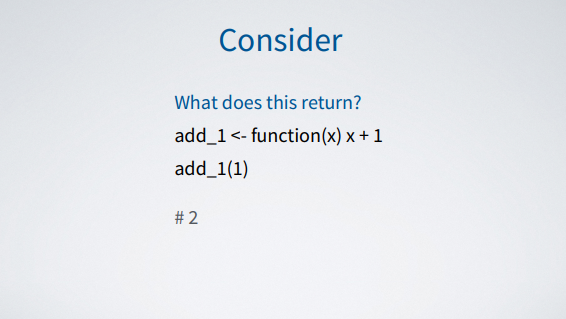 Consider
What does this return?
add_1 <- function(x) x + 1
add_1(1)
# 2